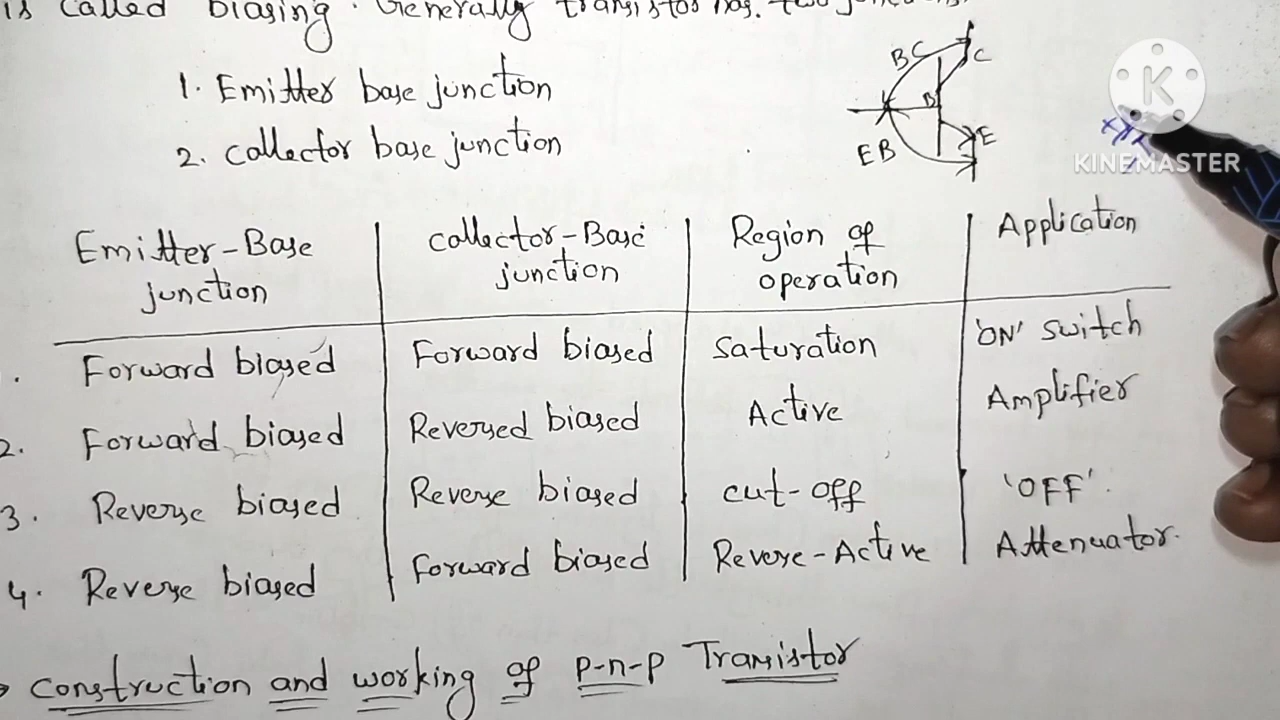 is called biasing. Generally transistor has two junctions.
1. Emitter base junction
2. collector base junction
BC
C
B
E
EB
K
KINEMASTER
Emitter-Base junction | collector-Base junction | Region of operation | Application
1. Forward biased | Forward biased | saturation | 'ON' switch
2. Forward biased | Reversed biased | Active | Amplifier
3. Reverse biased | Reverse biased | cut-off | 'OFF'.
4. Reverse biased | Forward biased | Reverse-Active | Attenuator.
construction and working of p-n-p Transistor